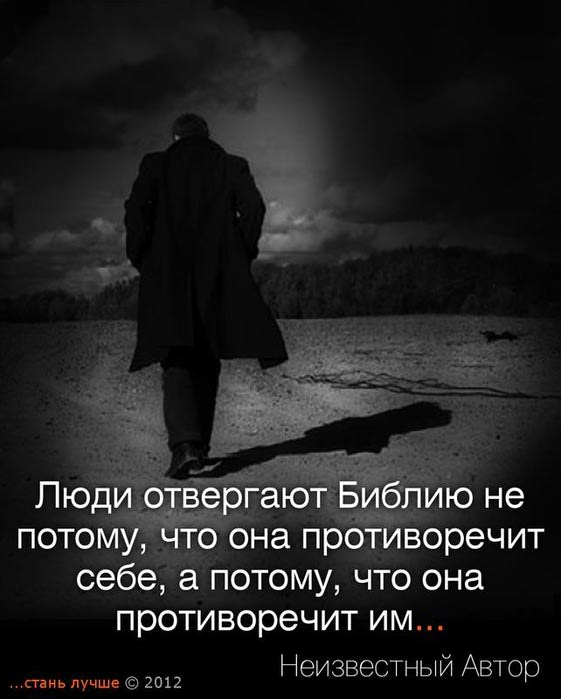 Люди отвергают Библию не
потому, что она противоречит
себе, а потому, что она
противоречит им...
Неизвестный Автор
...стань лучше © 2012